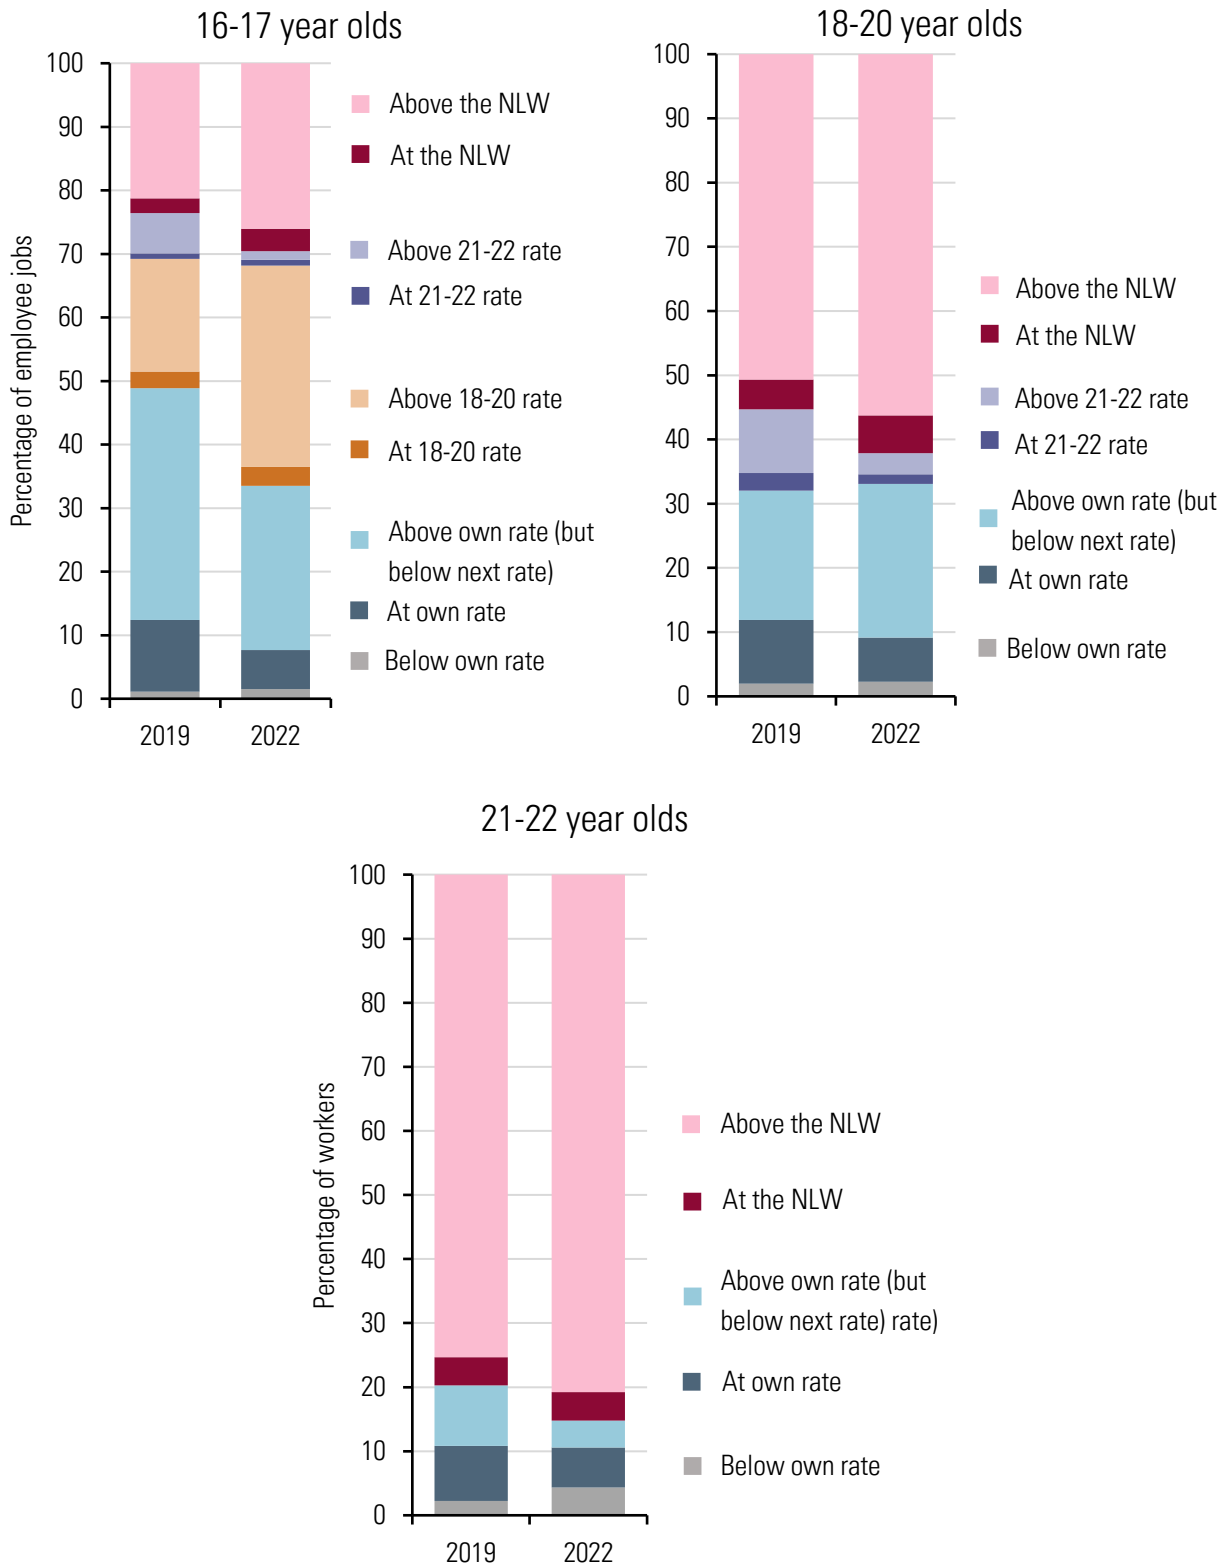 16-17 year olds
Percentage of employee jobs
100
90
80
70
60
50
40
30
20
10
0
2019
2022
Above the NLW
At the NLW
Above 21-22 rate
At 21-22 rate
Above 18-20 rate
At 18-20 rate
Above own rate (but
below next rate)
At own rate
Below own rate
18-20 year olds
100
90
80
70
60
50
40
30
20
10
0
2019
2022
Above the NLW
At the NLW
Above 21-22 rate
At 21-22 rate
Above own rate (but
below next rate)
At own rate
Below own rate
21-22 year olds
Percentage of workers
100
90
80
70
60
50
40
30
20
10
0
2019
2022
Above the NLW
At the NLW
Above own rate (but
below next rate) rate)
At own rate
Below own rate